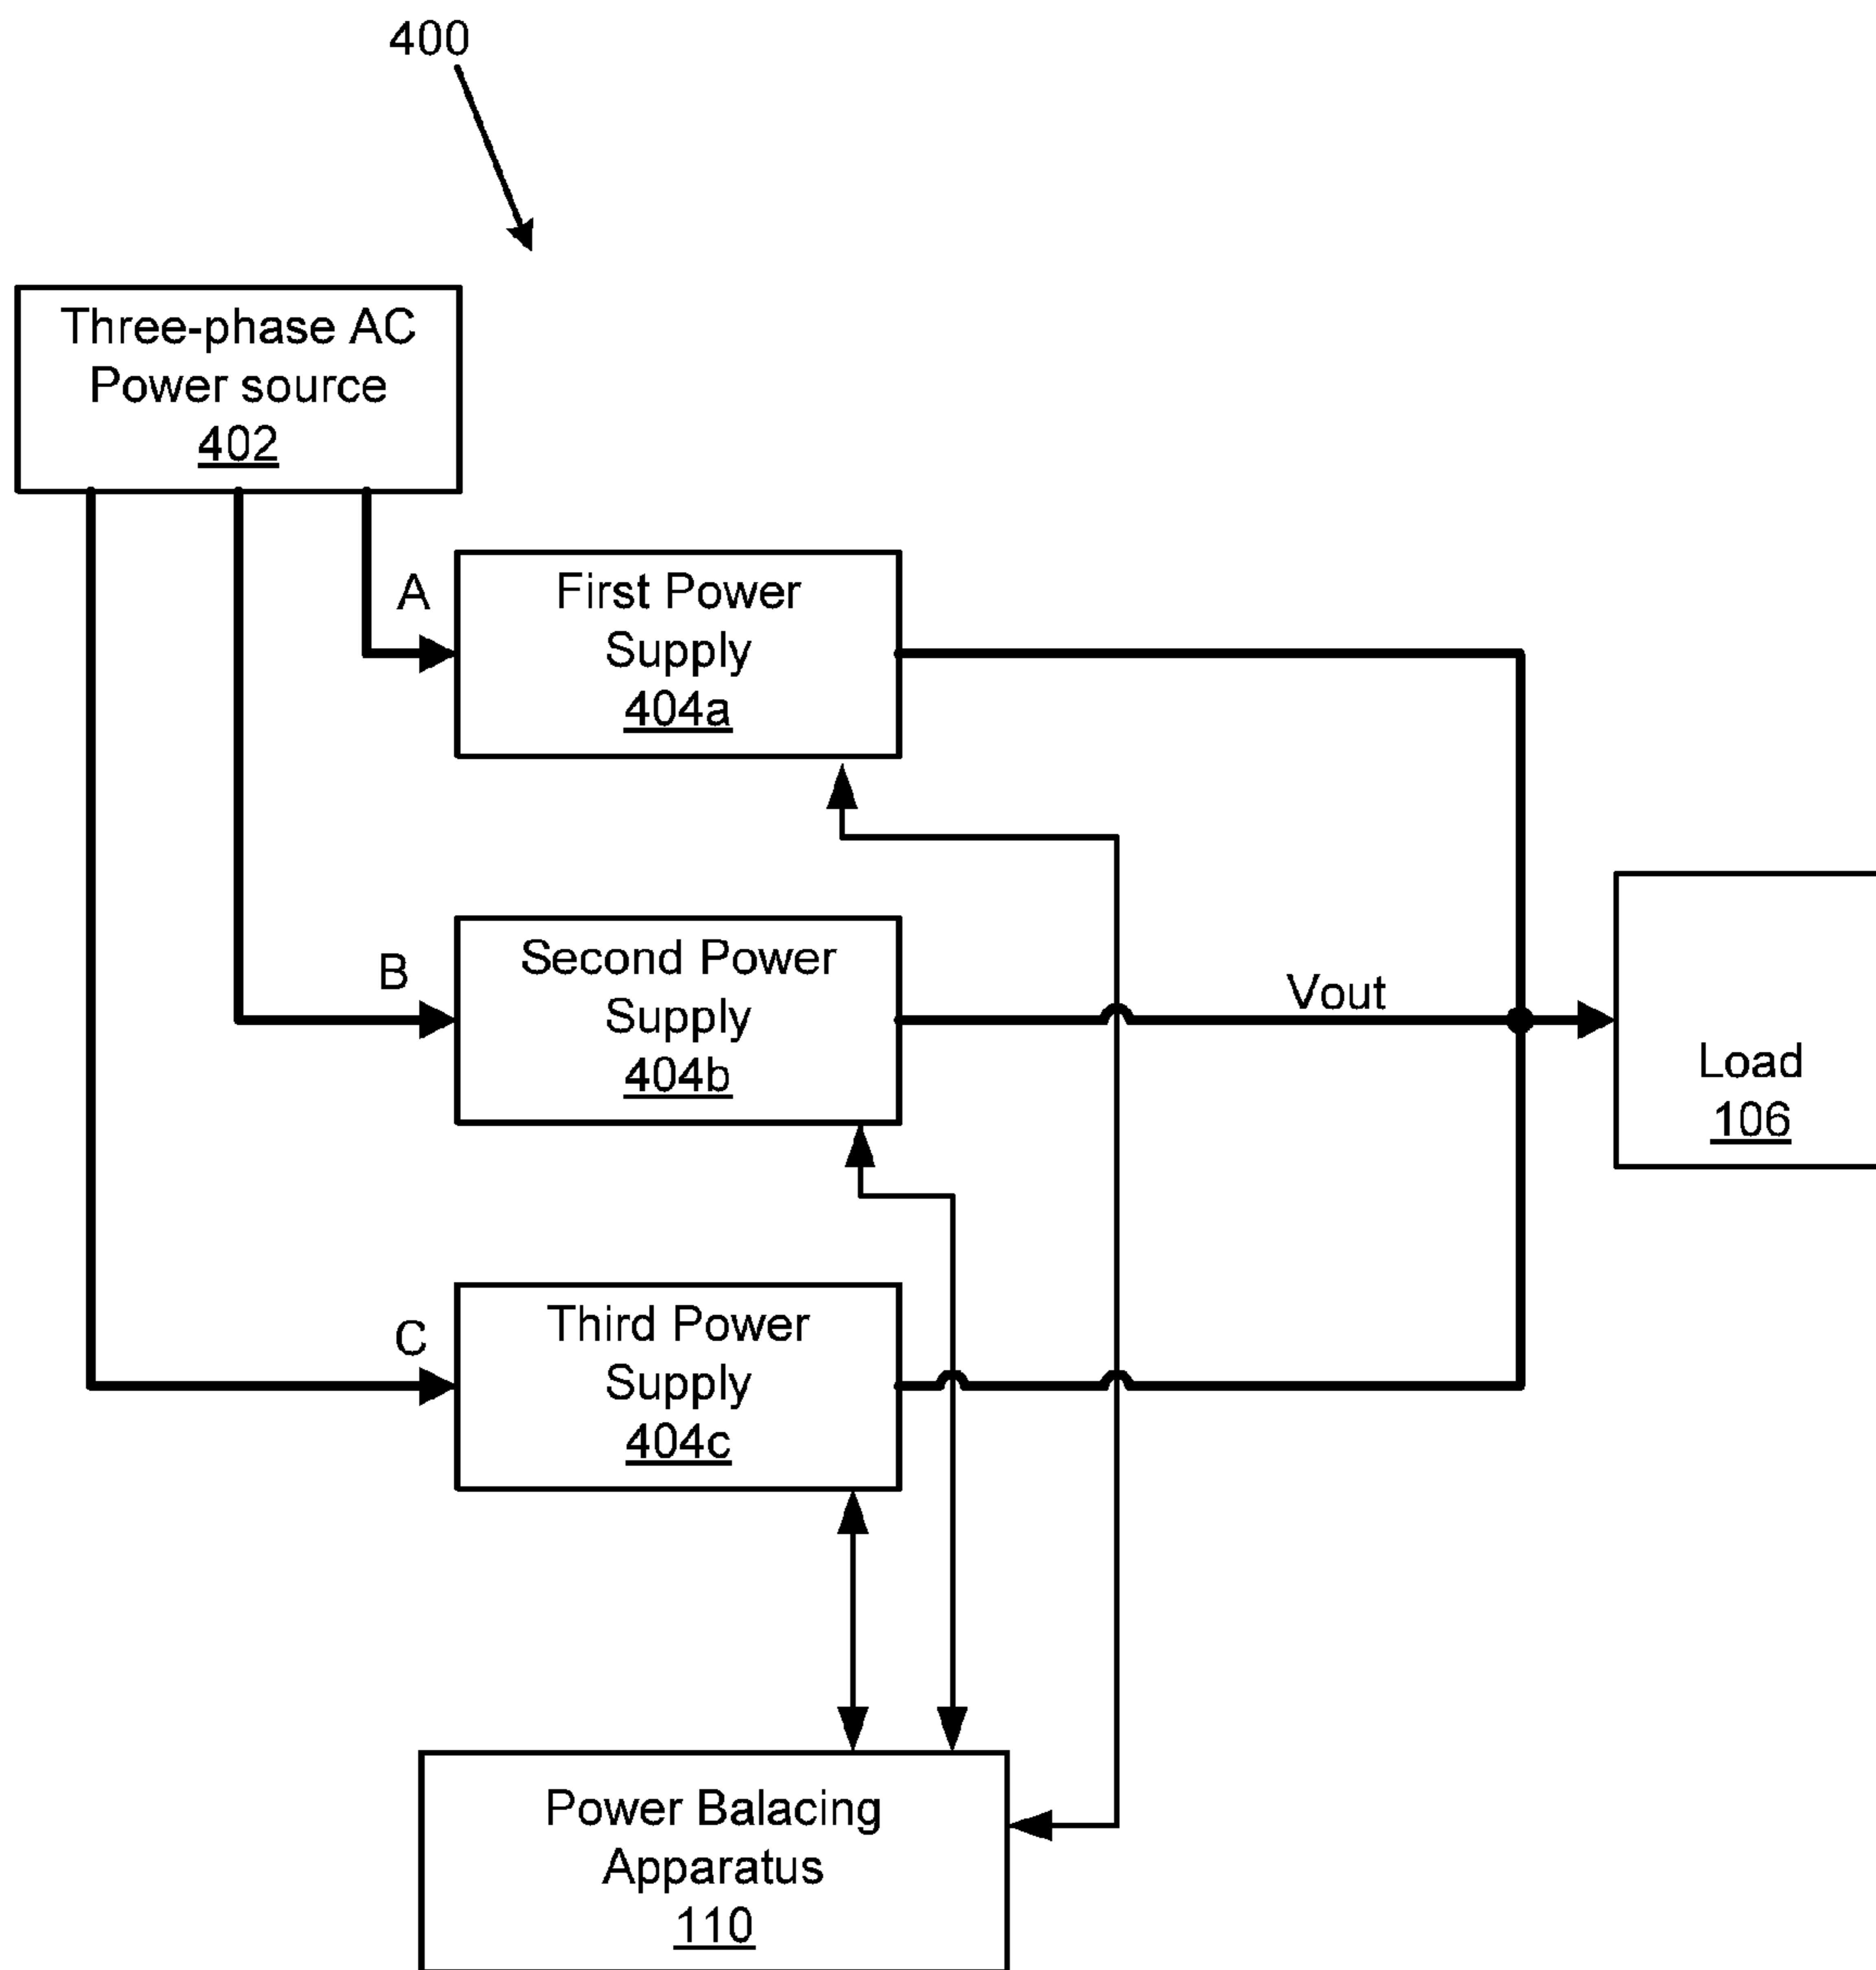 400
Three-phase AC
Power source
402
A
First Power
Supply
404a
B
Second Power
Supply
404b
Vout
Load
106
C
Third Power
Supply
404c
Power Balacing
Apparatus
110